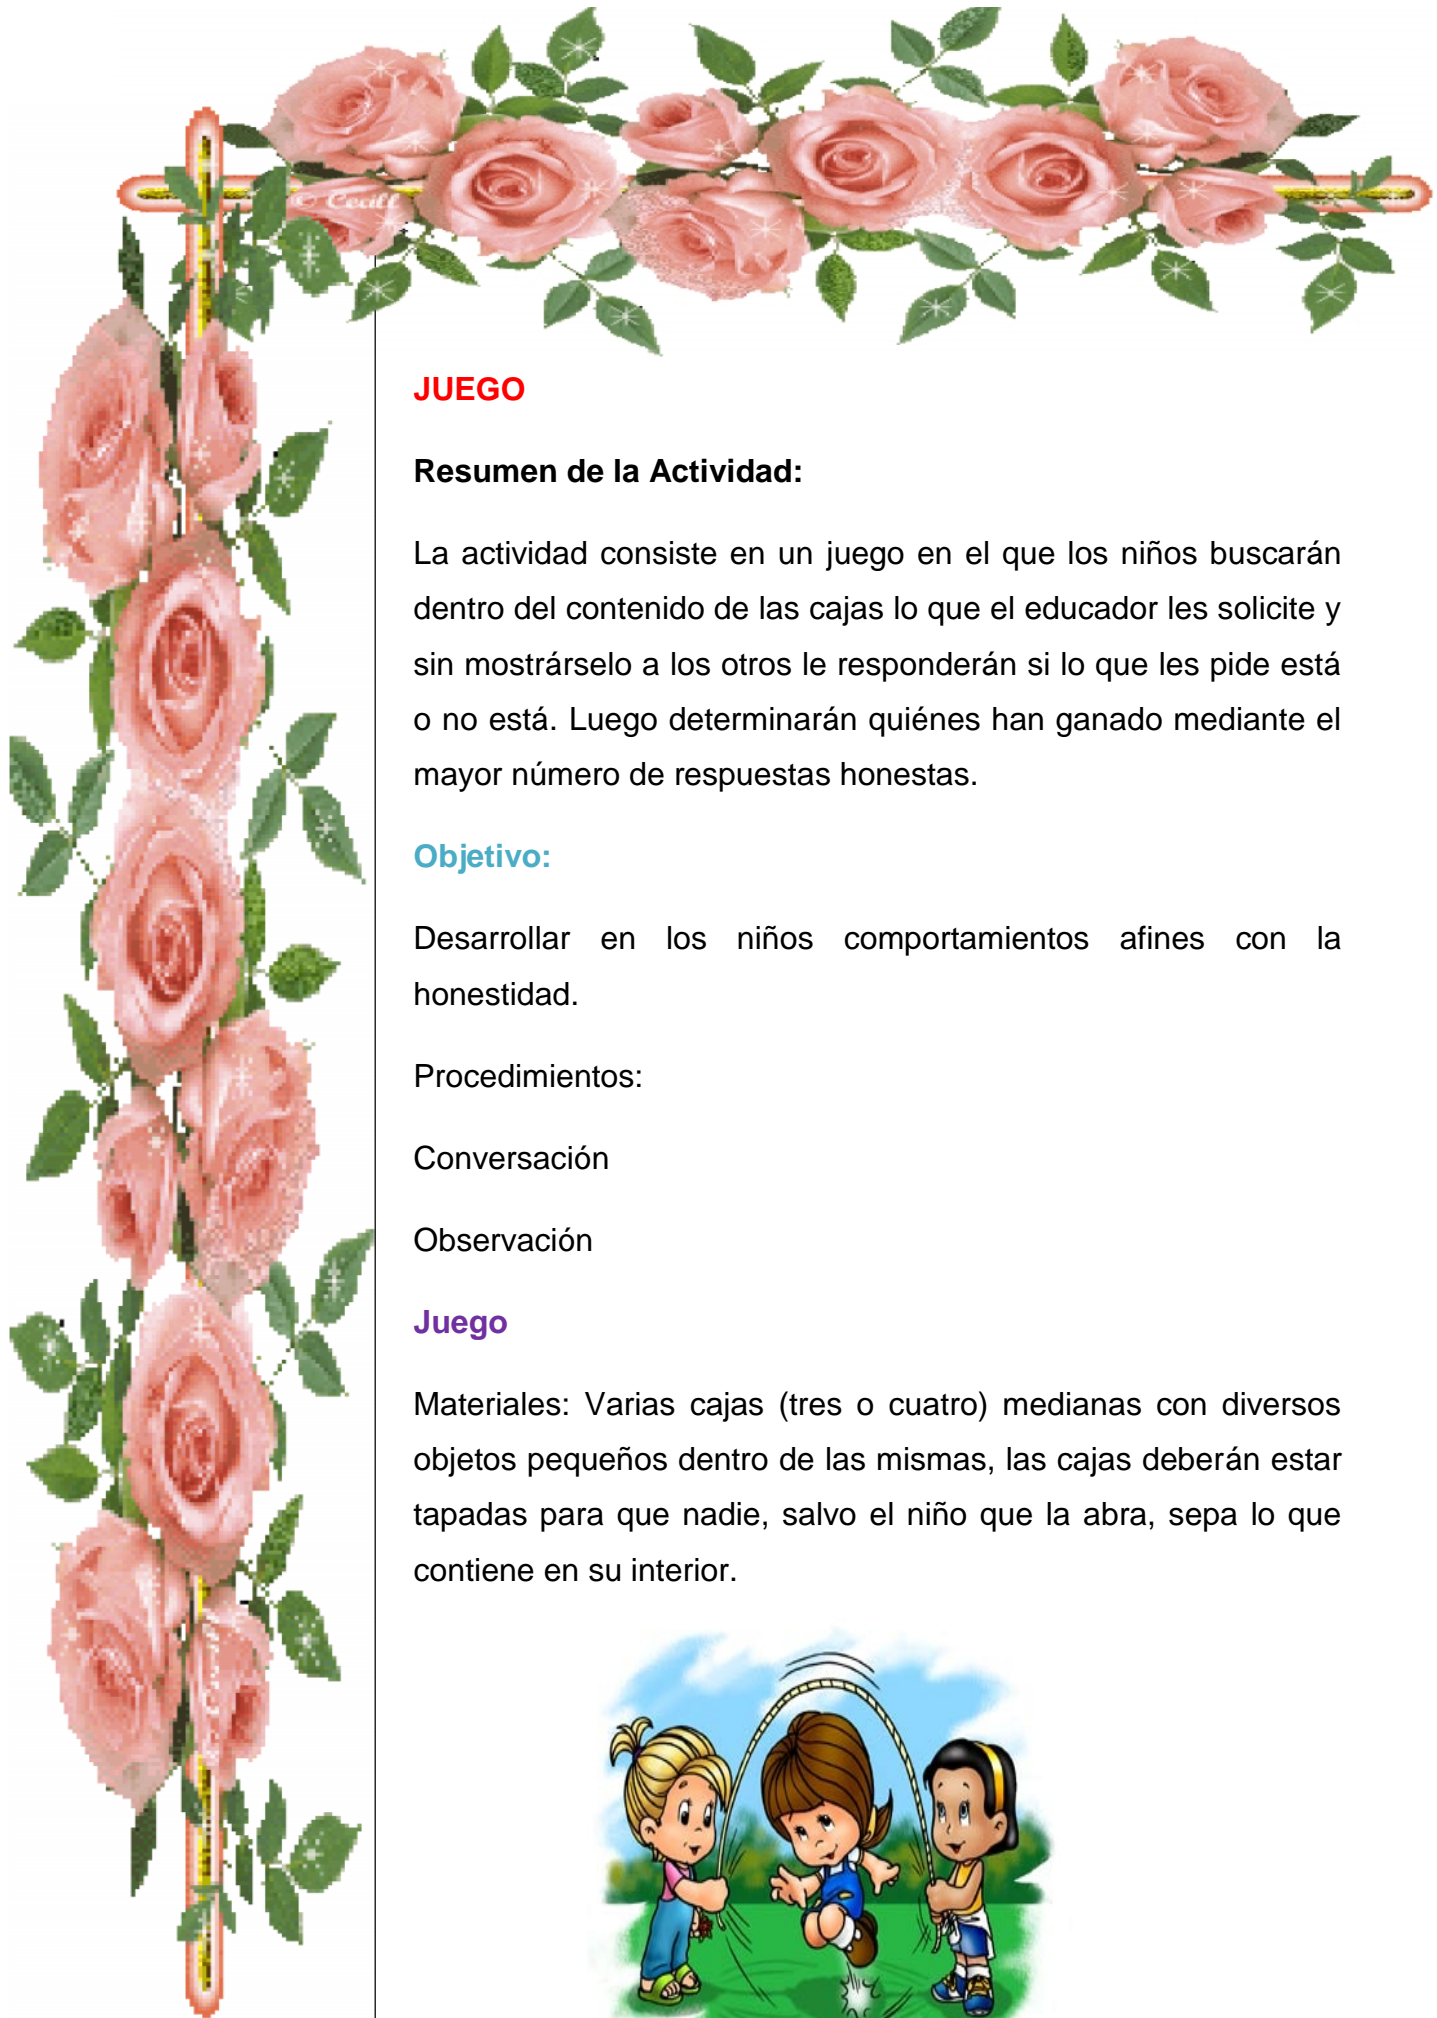 © Cecill
JUEGO
Resumen de la Actividad:
La actividad consiste en un juego en el que los niños buscarán
dentro del contenido de las cajas lo que el educador les solicite y
sin mostrárselo a los otros le responderán si lo que les pide está
o no está. Luego determinarán quiénes han ganado mediante el
mayor número de respuestas honestas.
Objetivo:
Desarrollar en los niños comportamientos afines con la
honestidad.
Procedimientos:
Conversación
Observación
Juego
Materiales: Varias cajas (tres o cuatro) medianas con diversos
objetos pequeños dentro de las mismas, las cajas deberán estar
tapadas para que nadie, salvo el niño que la abra, sepa lo que
contiene en su interior.